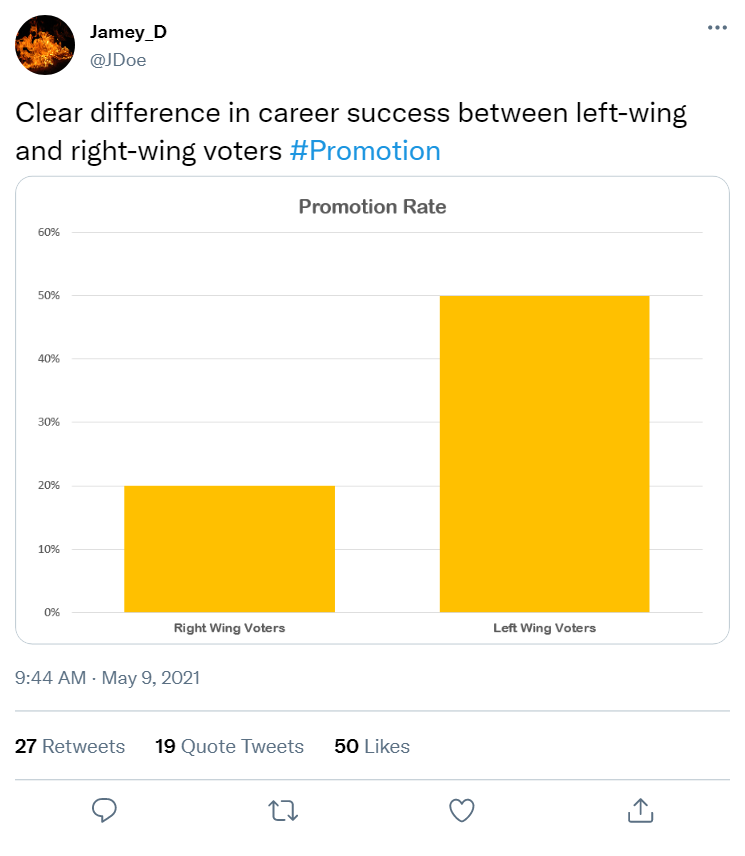 Jamey_D
@JDoe
Clear difference in career success between left-wing
and right-wing voters #Promotion
Promotion Rate
60%
50%
40%
30%
20%
10%
0%
Right Wing Voters Left Wing Voters
9:44 AM · May 9, 2021
27 Retweets 19 Quote Tweets 50 Likes